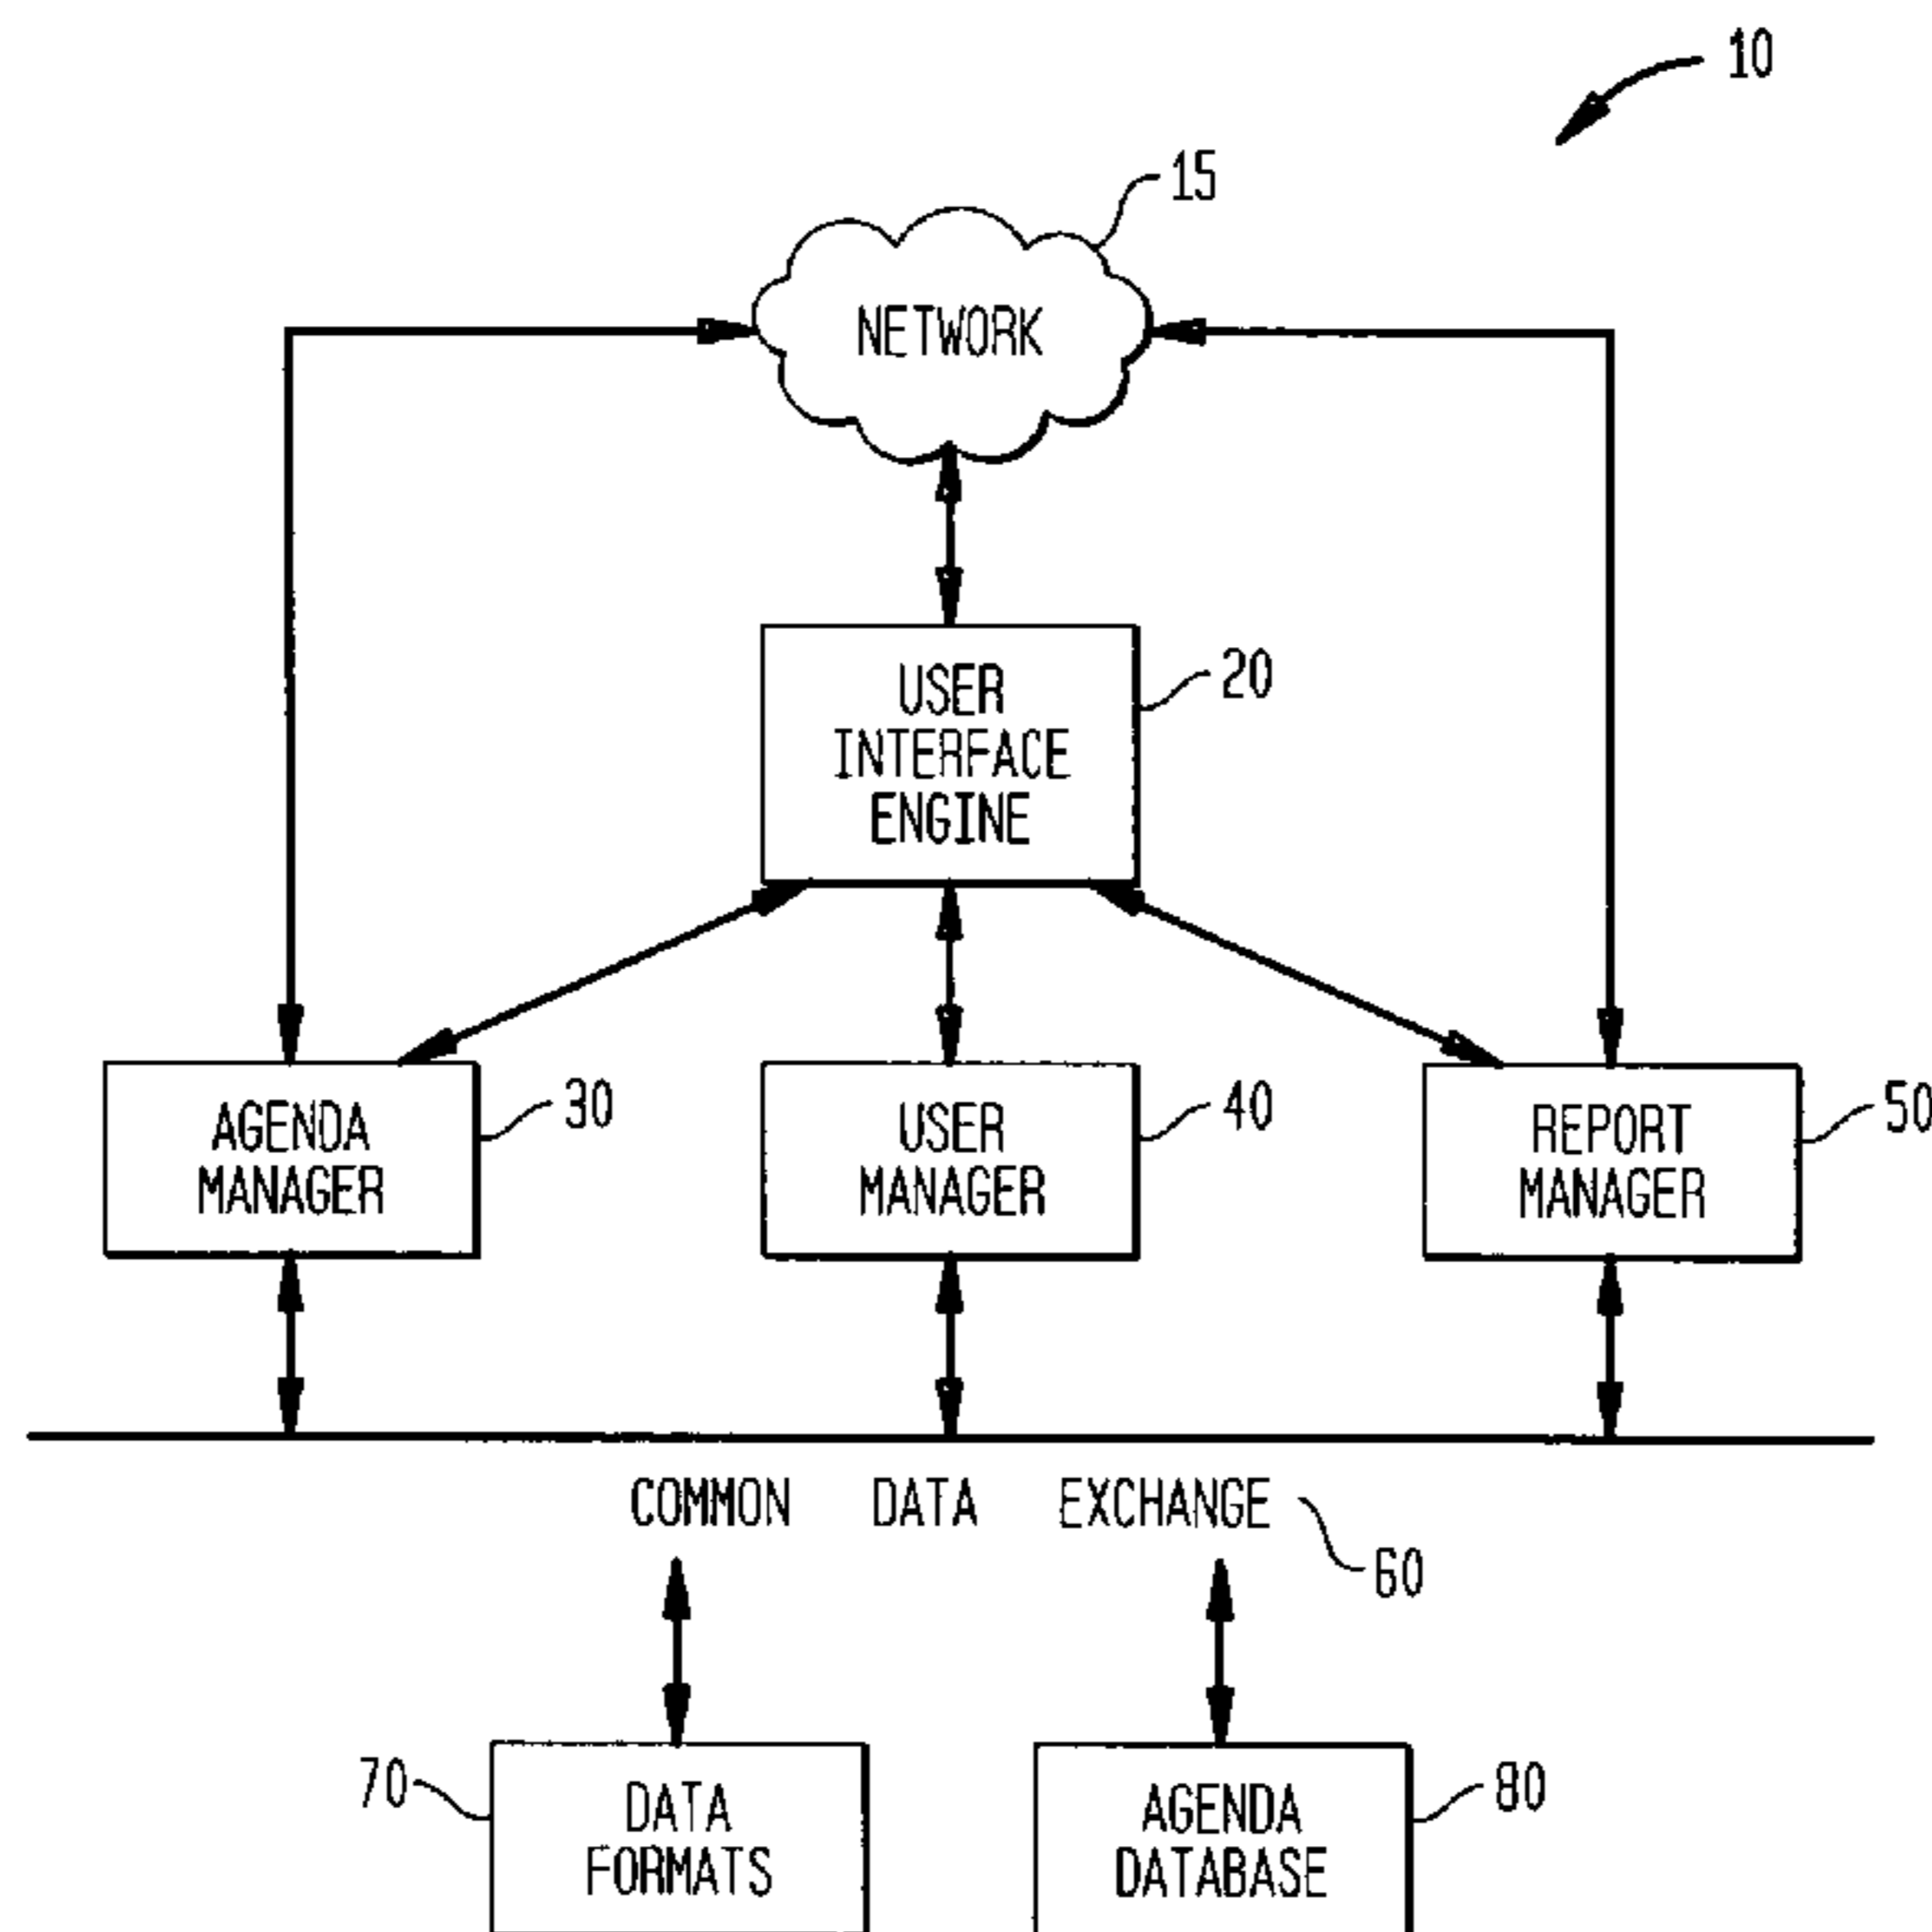 10
15
NETWORK
USER
INTERFACE
ENGINE
20
AGENDA
MANAGER
30
USER
MANAGER
40
REPORT
MANAGER
50
COMMON DATA EXCHANGE
60
70
DATA
FORMATS
AGENDA
DATABASE
80